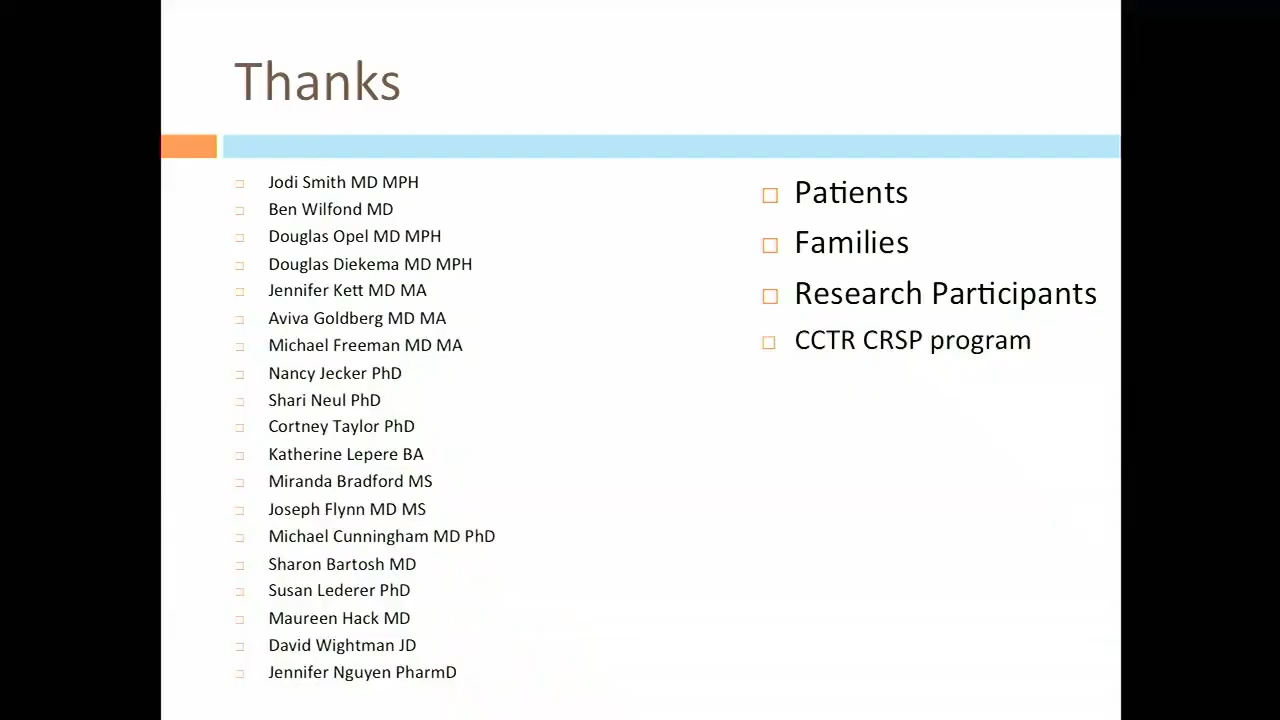 Thanks
Jodi Smith MD MPH
Ben Wilfond MD
Douglas Opel MD MPH
Douglas Diekema MD MPH
Jennifer Kett MD MA
Aviva Goldberg MD MA
Michael Freeman MD MA
Nancy Jecker PhD
Shari Neul PhD
Cortney Taylor PhD
Katherine Lepere BA
Miranda Bradford MS
Joseph Flynn MD MS
Michael Cunningham MD PhD
Sharon Bartosh MD
Susan Lederer PhD
Maureen Hack MD
David Wightman JD
Jennifer Nguyen PharmD
Patients
Families
Research Participants
CCTR CRSP program